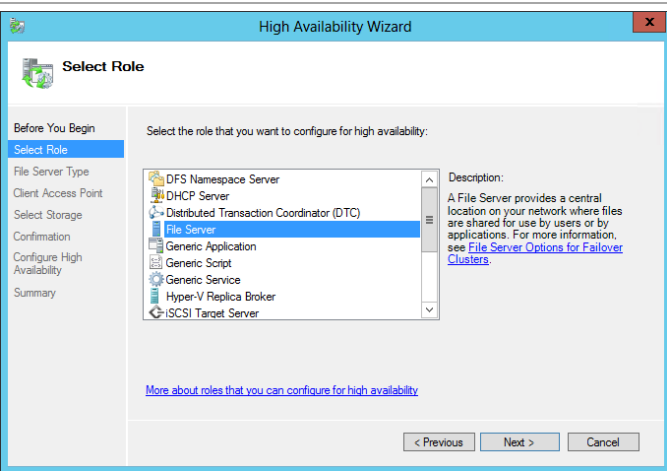 High Availability Wizard
x
Select Role
Before You Begin
Select Role
File Server Type
Client Access Point
Select Storage
Confirmation
Configure High
Availability
Summary
Select the role that you want to configure for high availability:
DFS Namespace Server
DHCP Server
Distributed Transaction Coordinator (DTC)
File Server
Generic Application
Generic Script
Generic Service
Hyper-V Replica Broker
iSCSI Target Server
Description:
A File Server provides a central
location on your network where files
are shared for use by users or by
applications. For more information,
see File Server Options for Failover
Clusters.
More about roles that you can configure for high availability
< Previous
Next >
Cancel